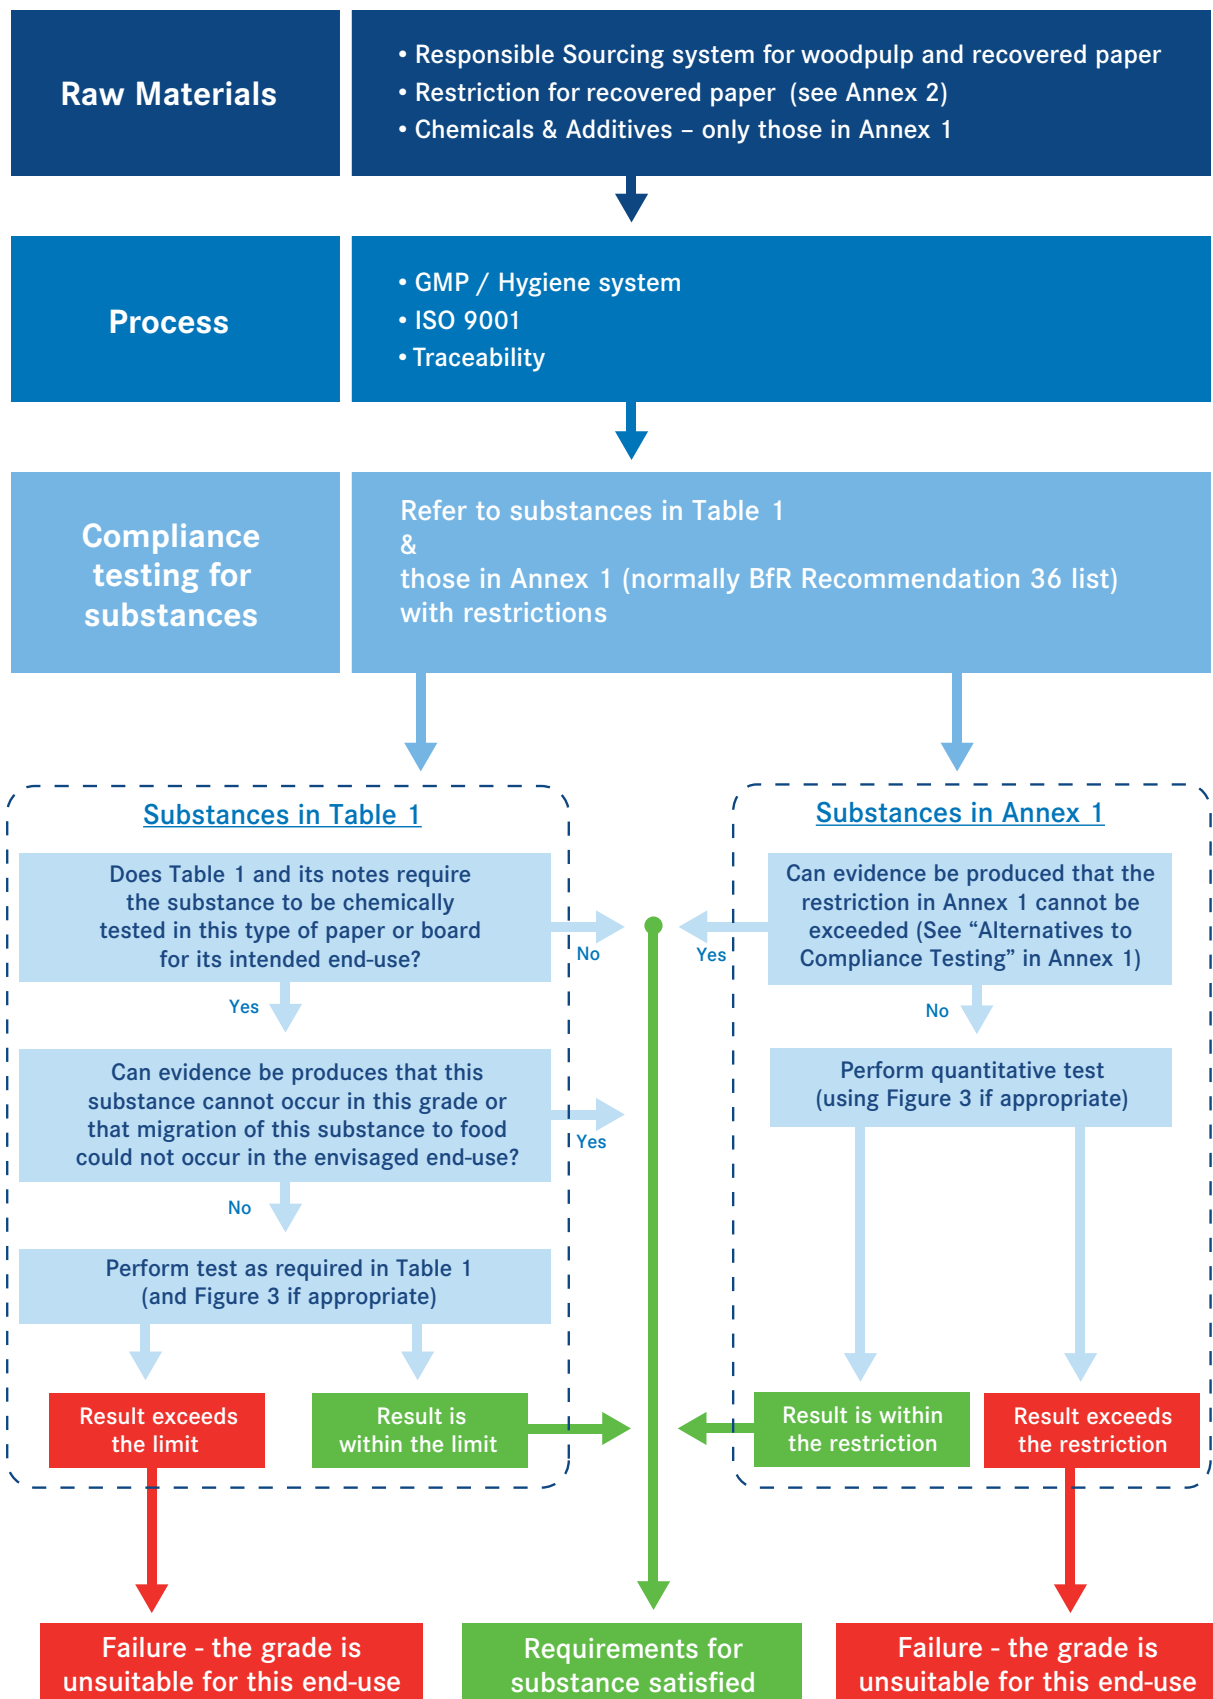 Raw Materials
• Responsible Sourcing system for woodpulp and recovered paper
• Restriction for recovered paper (see Annex 2)
• Chemicals & Additives – only those in Annex 1
Process
• GMP / Hygiene system
• ISO 9001
• Traceability
Compliance
testing for
substances
Refer to substances in Table 1
&
those in Annex 1 (normally BfR Recommendation 36 list)
with restrictions
Substances in Table 1
Does Table 1 and its notes require
the substance to be chemically
tested in this type of paper or board
for its intended end-use?
No
Yes
Can evidence be produces that this
substance cannot occur in this grade or
that migration of this substance to food
could not occur in the envisaged end-use?
Yes
No
Perform test as required in Table 1
(and Figure 3 if appropriate)
Result exceeds
the limit
Result is
within the limit
Substances in Annex 1
Can evidence be produced that the
restriction in Annex 1 cannot be
exceeded (See “Alternatives to
Compliance Testing” in Annex 1)
Yes
No
Perform quantitative test
(using Figure 3 if appropriate)
Result is within
the restriction
Result exceeds
the restriction
Failure - the grade is
unsuitable for this end-use
Requirements for
substance satisfied
Failure - the grade is
unsuitable for this end-use